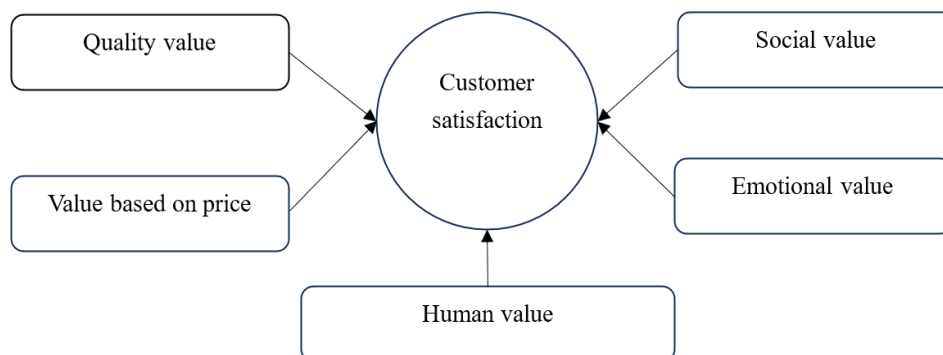 Quality value
Social value
Customer
satisfaction
Value based on price
Emotional value
Human value